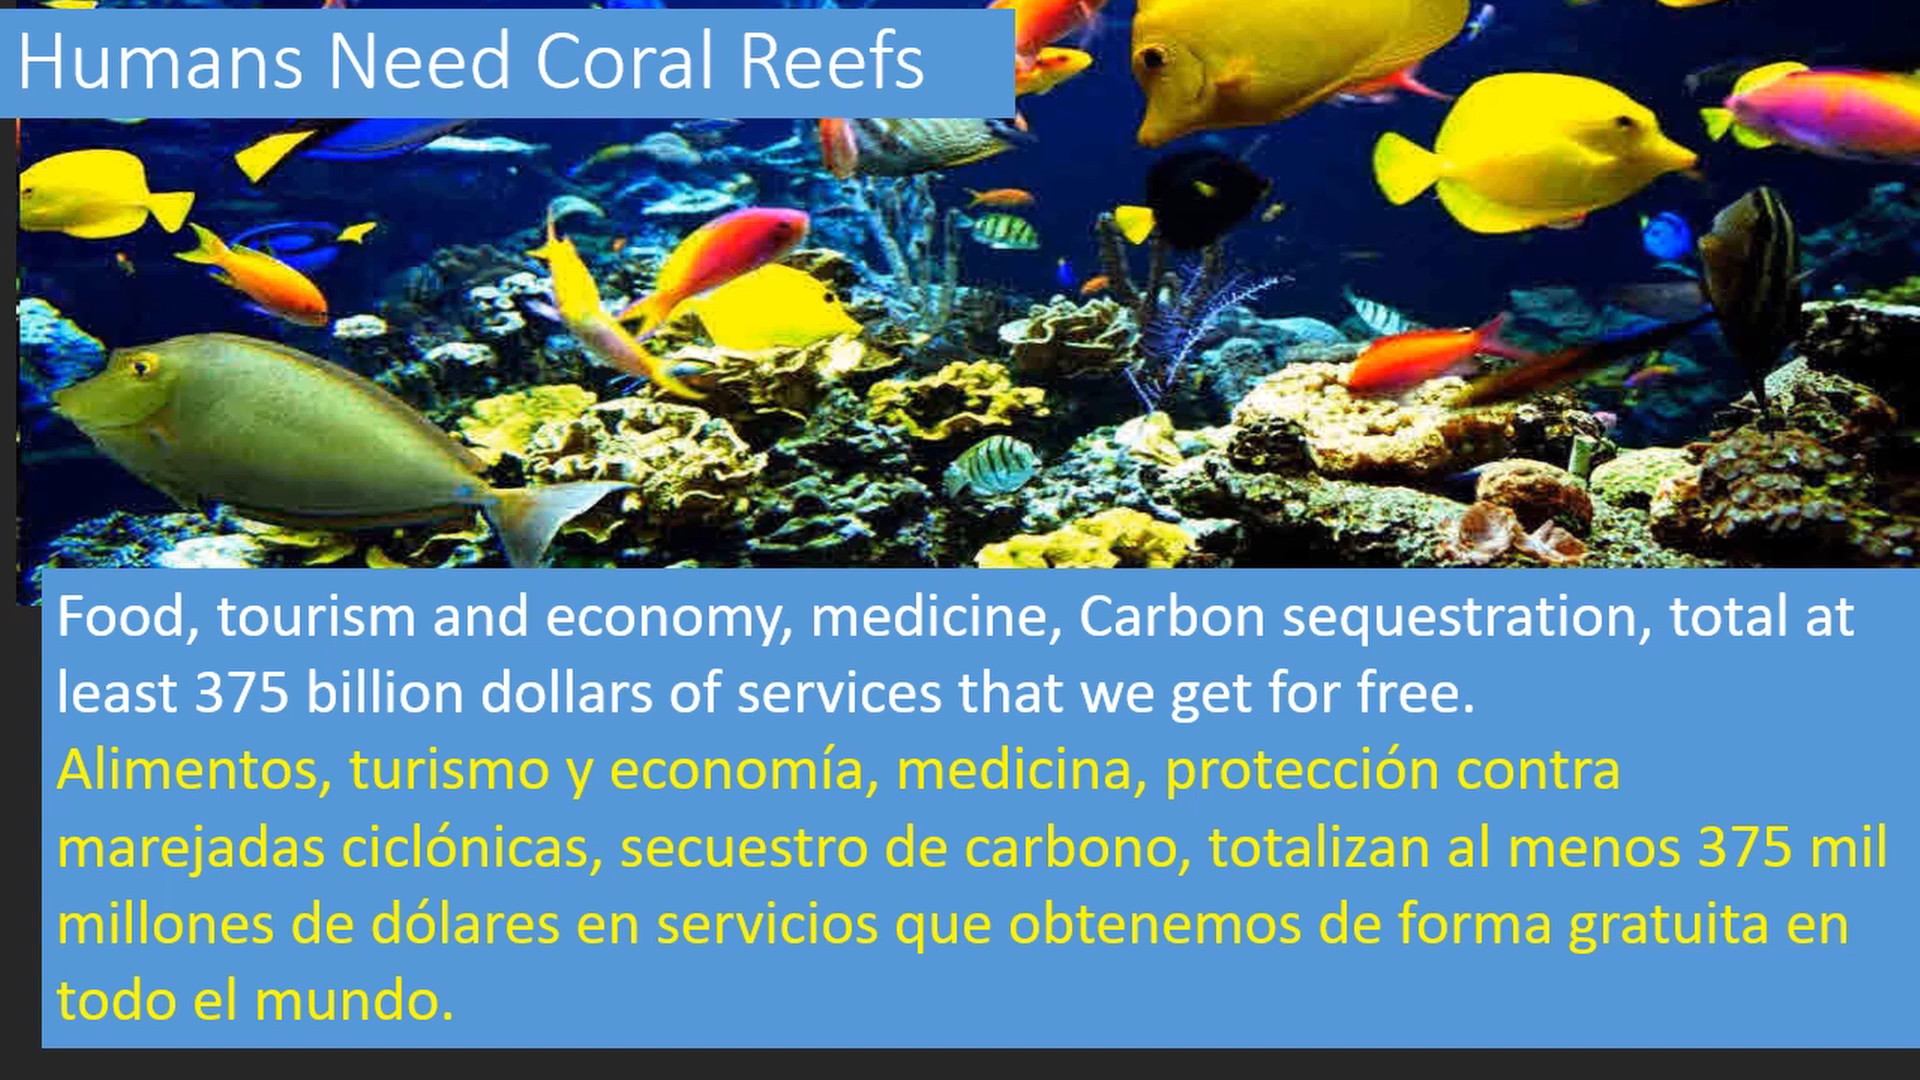 Humans Need Coral Reefs
Food, tourism and economy, medicine, Carbon sequestration, total at
least 375 billion dollars of services that we get for free.
Alimentos, turismo y economía, medicina, protección contra
marejadas ciclónicas, secuestro de carbono, totalizan al menos 375 mil
millones de dólares en servicios que obtenemos de forma gratuita en
todo el mundo.